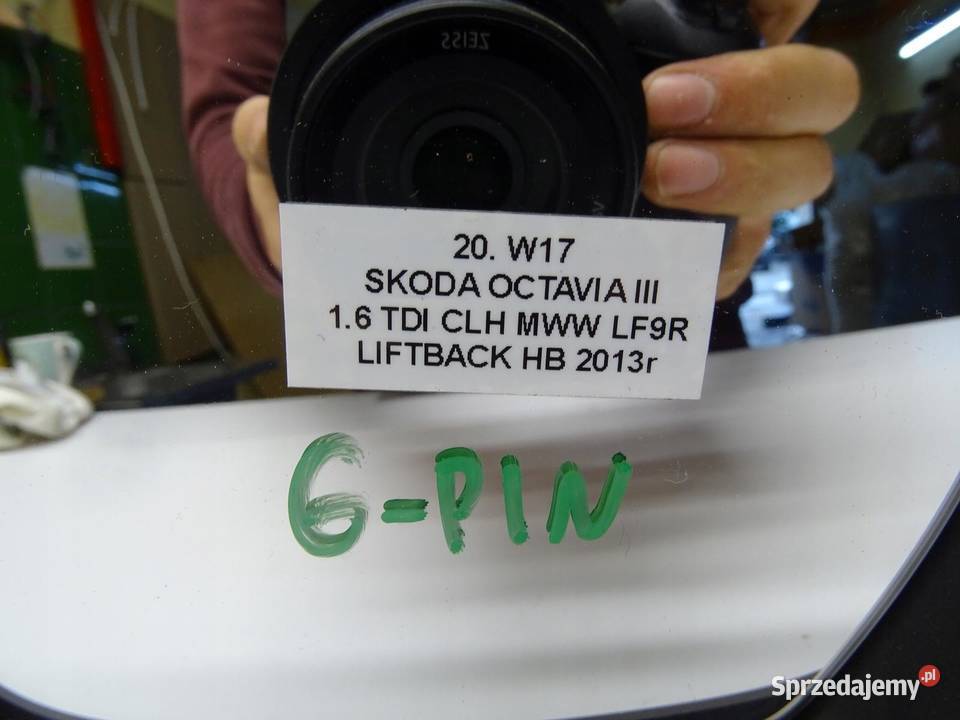 ZEISS
20. W17
SKODA OCTAVIA III
1.6 TDI CLH MWW LF9R
LIFTBACK HB 2013r
6-PIN
Sprzedajemy.pl